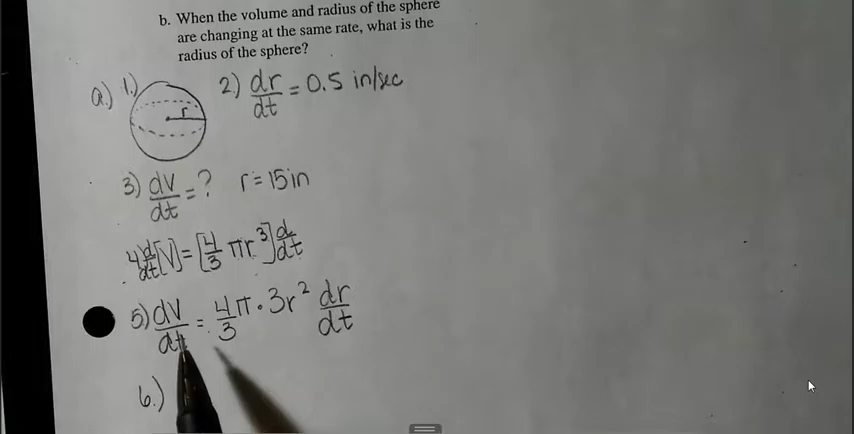 b. When the volume and radius of the sphere
are changing at the same rate, what is the
radius of the sphere?
a.) 1.) r 2) dr/dt = 0.5 in/sec
3) dV/dt = ? r = 15in
4) d/dt[V] = [4/3 πr³] d/dt
5) dV/dt = 4/3 π · 3r² dr/dt
6.)